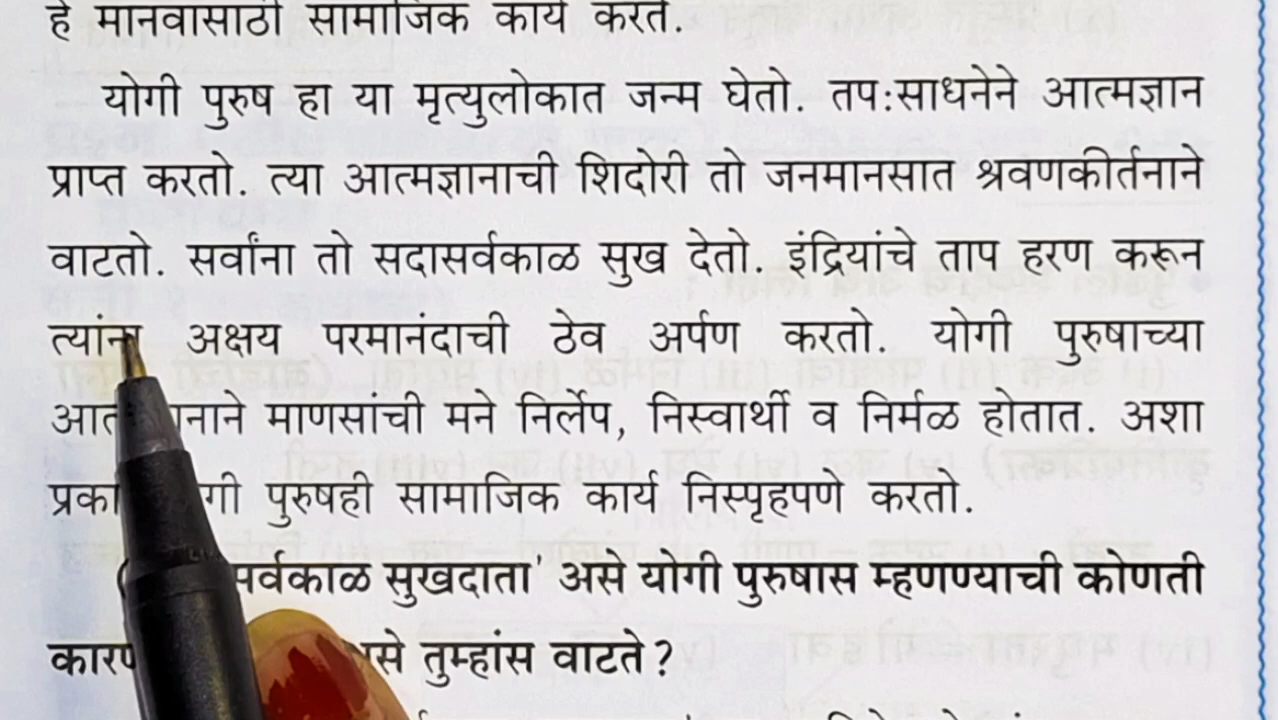 हे मानवासाठी सामाजिक कार्य करते.
योगी पुरुष हा या मृत्युलोकात जन्म घेतो. तप:साधनेने आत्मज्ञान
प्राप्त करतो. त्या आत्मज्ञानाची शिदोरी तो जनमानसात श्रवणकीर्तनाने
वाटतो. सर्वांना तो सदासर्वकाळ सुख देतो. इंद्रियांचे ताप हरण करून
अक्षय परमानंदाची ठेव अर्पण करतो. योगी पुरुषाच्या
माणसांची मने निर्लेप, निस्वार्थी व निर्मळ होतात. अशा
पुरुषही सामाजिक कार्य निस्पृहपणे करतो.
सुखदाता' असे योगी पुरुषास म्हणण्याची कोणती
तुम्हांस वाटते?